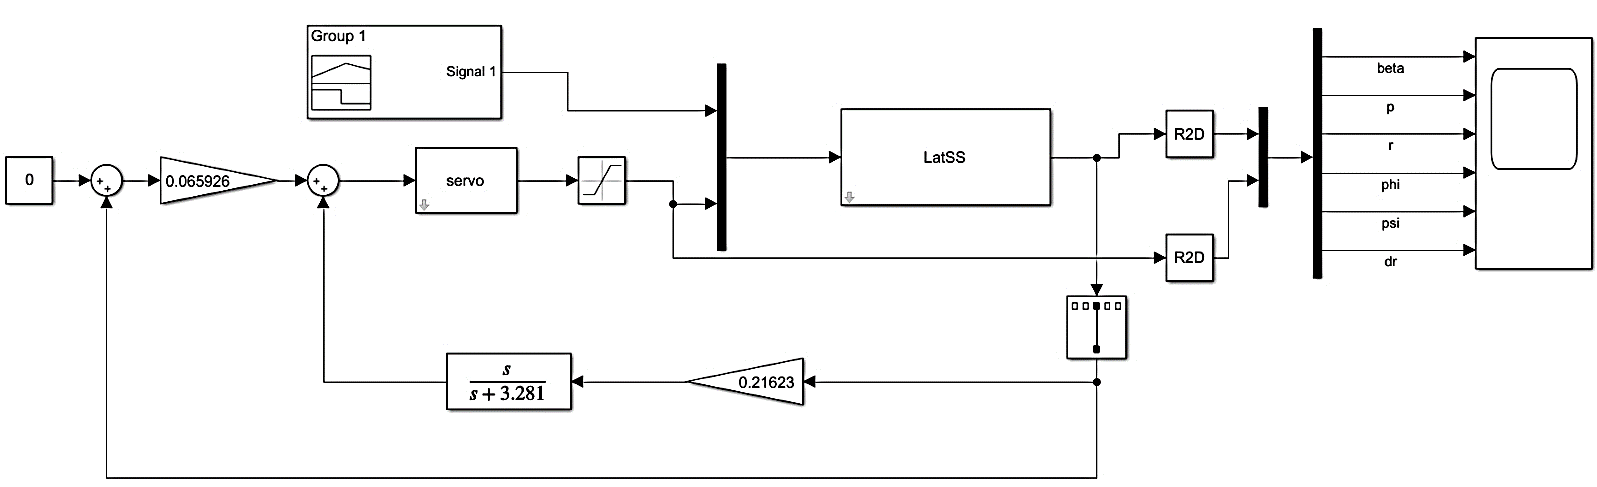 Group 1
Signal 1
0
+
+
0.065926
+
+
servo
LatSS
R2D
R2D
beta
p
r
phi
psi
dr
s
s + 3.281
0.21623